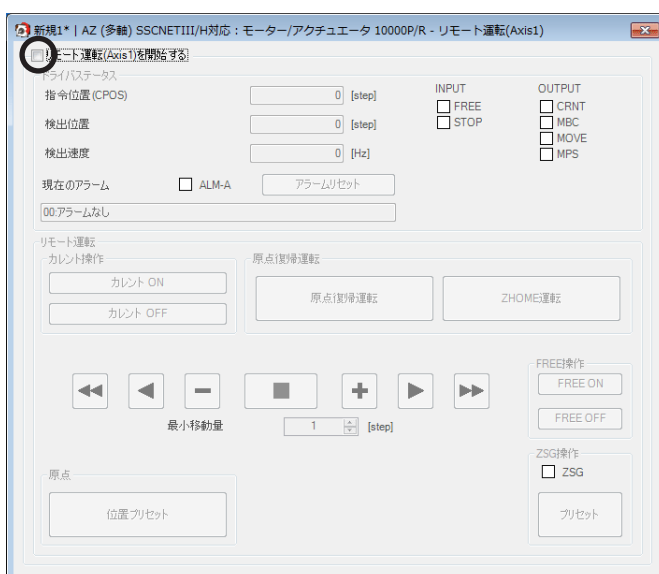 新規1* | AZ (多軸) SSCNETIII/H対応：モーター/アクチュエータ 10000P/R - リモート運転(Axis1)
リモート運転(Axis1)を開始する
ドライバステータス
指令位置(CPOS) 0 [step]
検出位置 0 [step]
検出速度 0 [Hz]
INPUT
FREE
STOP
OUTPUT
CRNT
MBC
MOVE
MPS
現在のアラーム ALM-A アラームリセット
00:アラームなし
リモート運転
カレント操作
カレント ON
カレント OFF
原点復帰運転
原点復帰運転 ZHOME運転
最小移動量 1 [step]
FREE操作
FREE ON
FREE OFF
原点
位置プリセット
ZSG操作
ZSG
プリセット